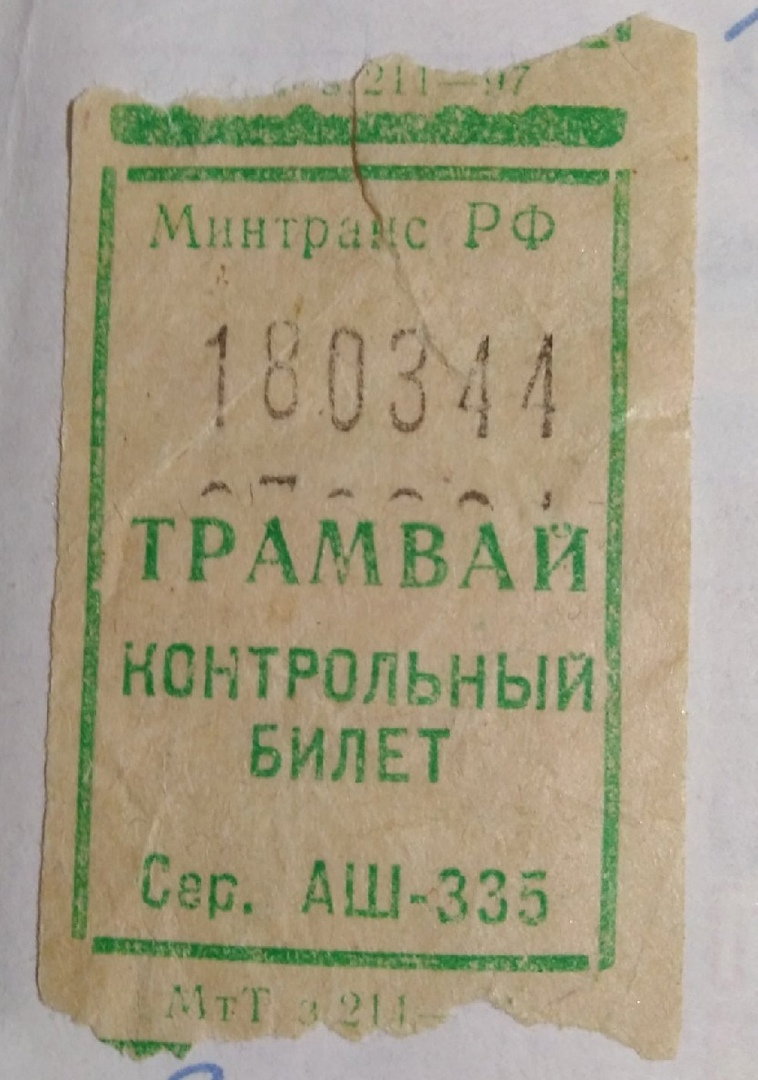 з 211—97
Минтранс РФ
180344
ТРАМВАЙ
КОНТРОЛЬНЫЙ
БИЛЕТ
Сер. АШ-335
МтТ з 211—